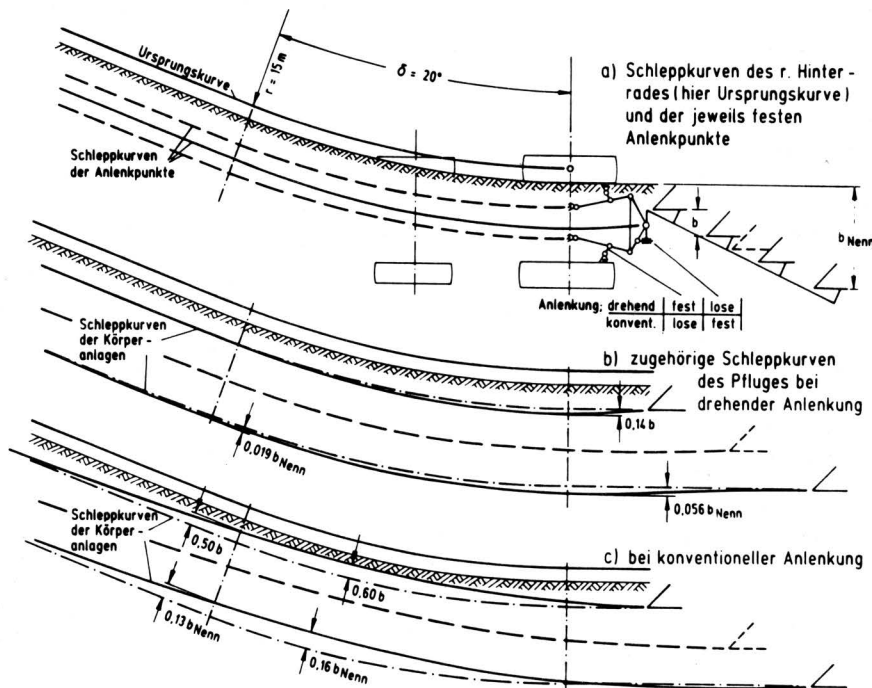 Ursprungskurve
r = 15 m
δ = 20°
a) Schleppkurven des r. Hinter-
rades (hier Ursprungskurve)
und der jeweils festen
Anlenkpunkte
Schleppkurven
der Anlenkpunkte
b
b Nenn
Anlenkung: drehend | fest | lose
konvent. | lose | fest
Schleppkurven
der Körper-
anlagen
b) zugehörige Schleppkurven
des Pfluges bei
drehender Anlenkung
0,14 b
0,019 b Nenn
0,056 b Nenn
Schleppkurven
der Körper-
anlagen
0,50 b
0,60 b
c) bei konventioneller Anlenkung
0,13 b Nenn
0,16 b Nenn